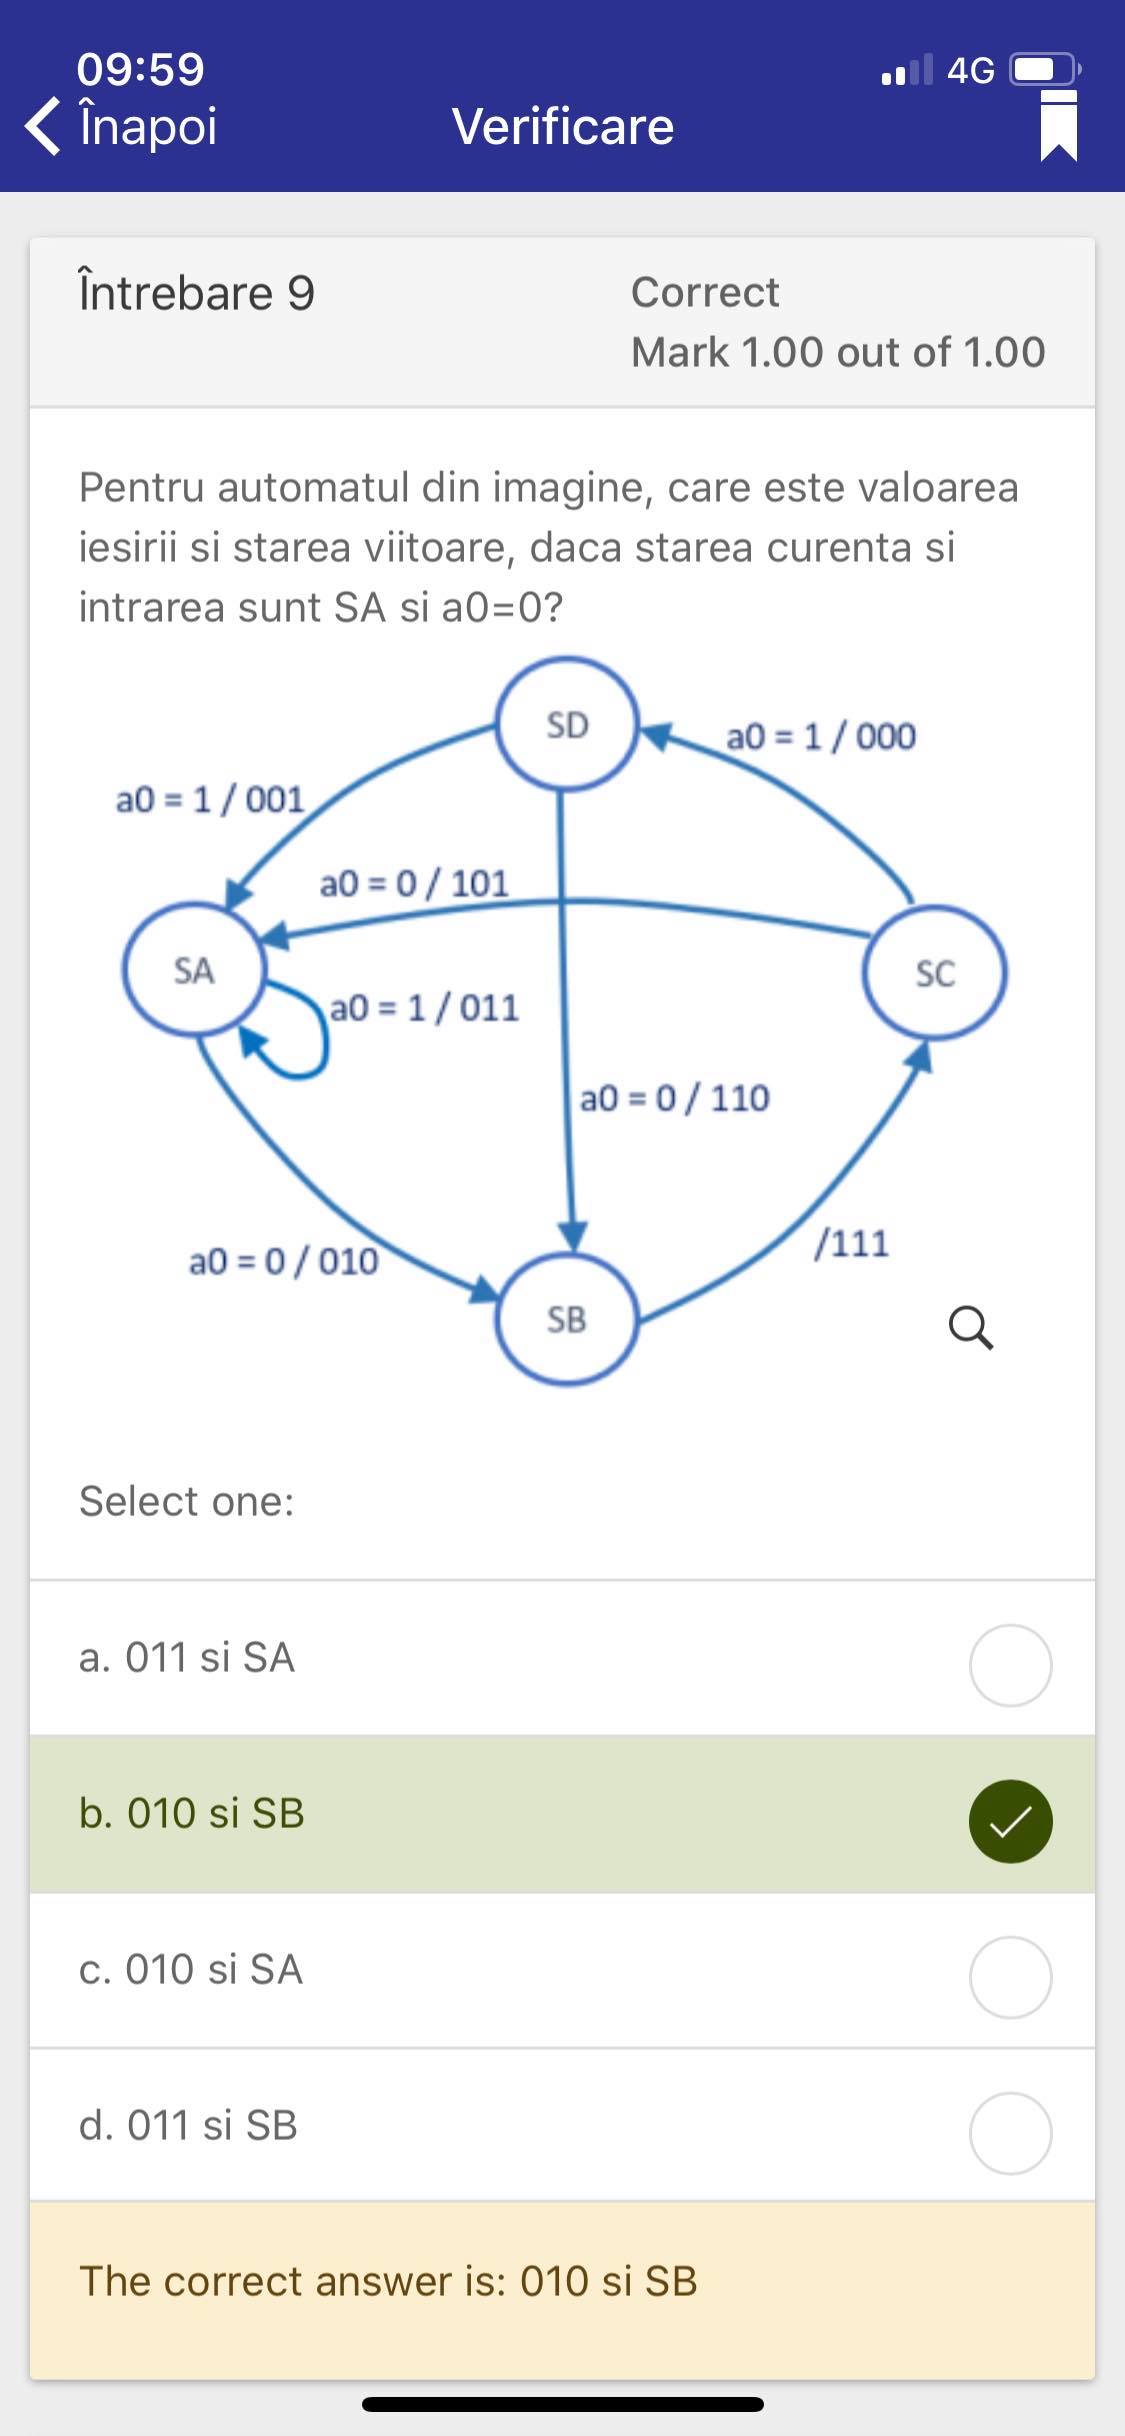 09:59
4G
Înapoi
Verificare
Întrebare 9
Correct
Mark 1.00 out of 1.00
Pentru automatul din imagine, care este valoarea
iesirii si starea viitoare, daca starea curenta si
intrarea sunt SA si a0=0?
SD
a0 = 1 / 000
a0 = 1 / 001
a0 = 0 / 101
SA
SC
a0 = 1 / 011
a0 = 0 / 110
/111
a0 = 0 / 010
SB
Select one:
a. 011 si SA
b. 010 si SB
c. 010 si SA
d. 011 si SB
The correct answer is: 010 si SB